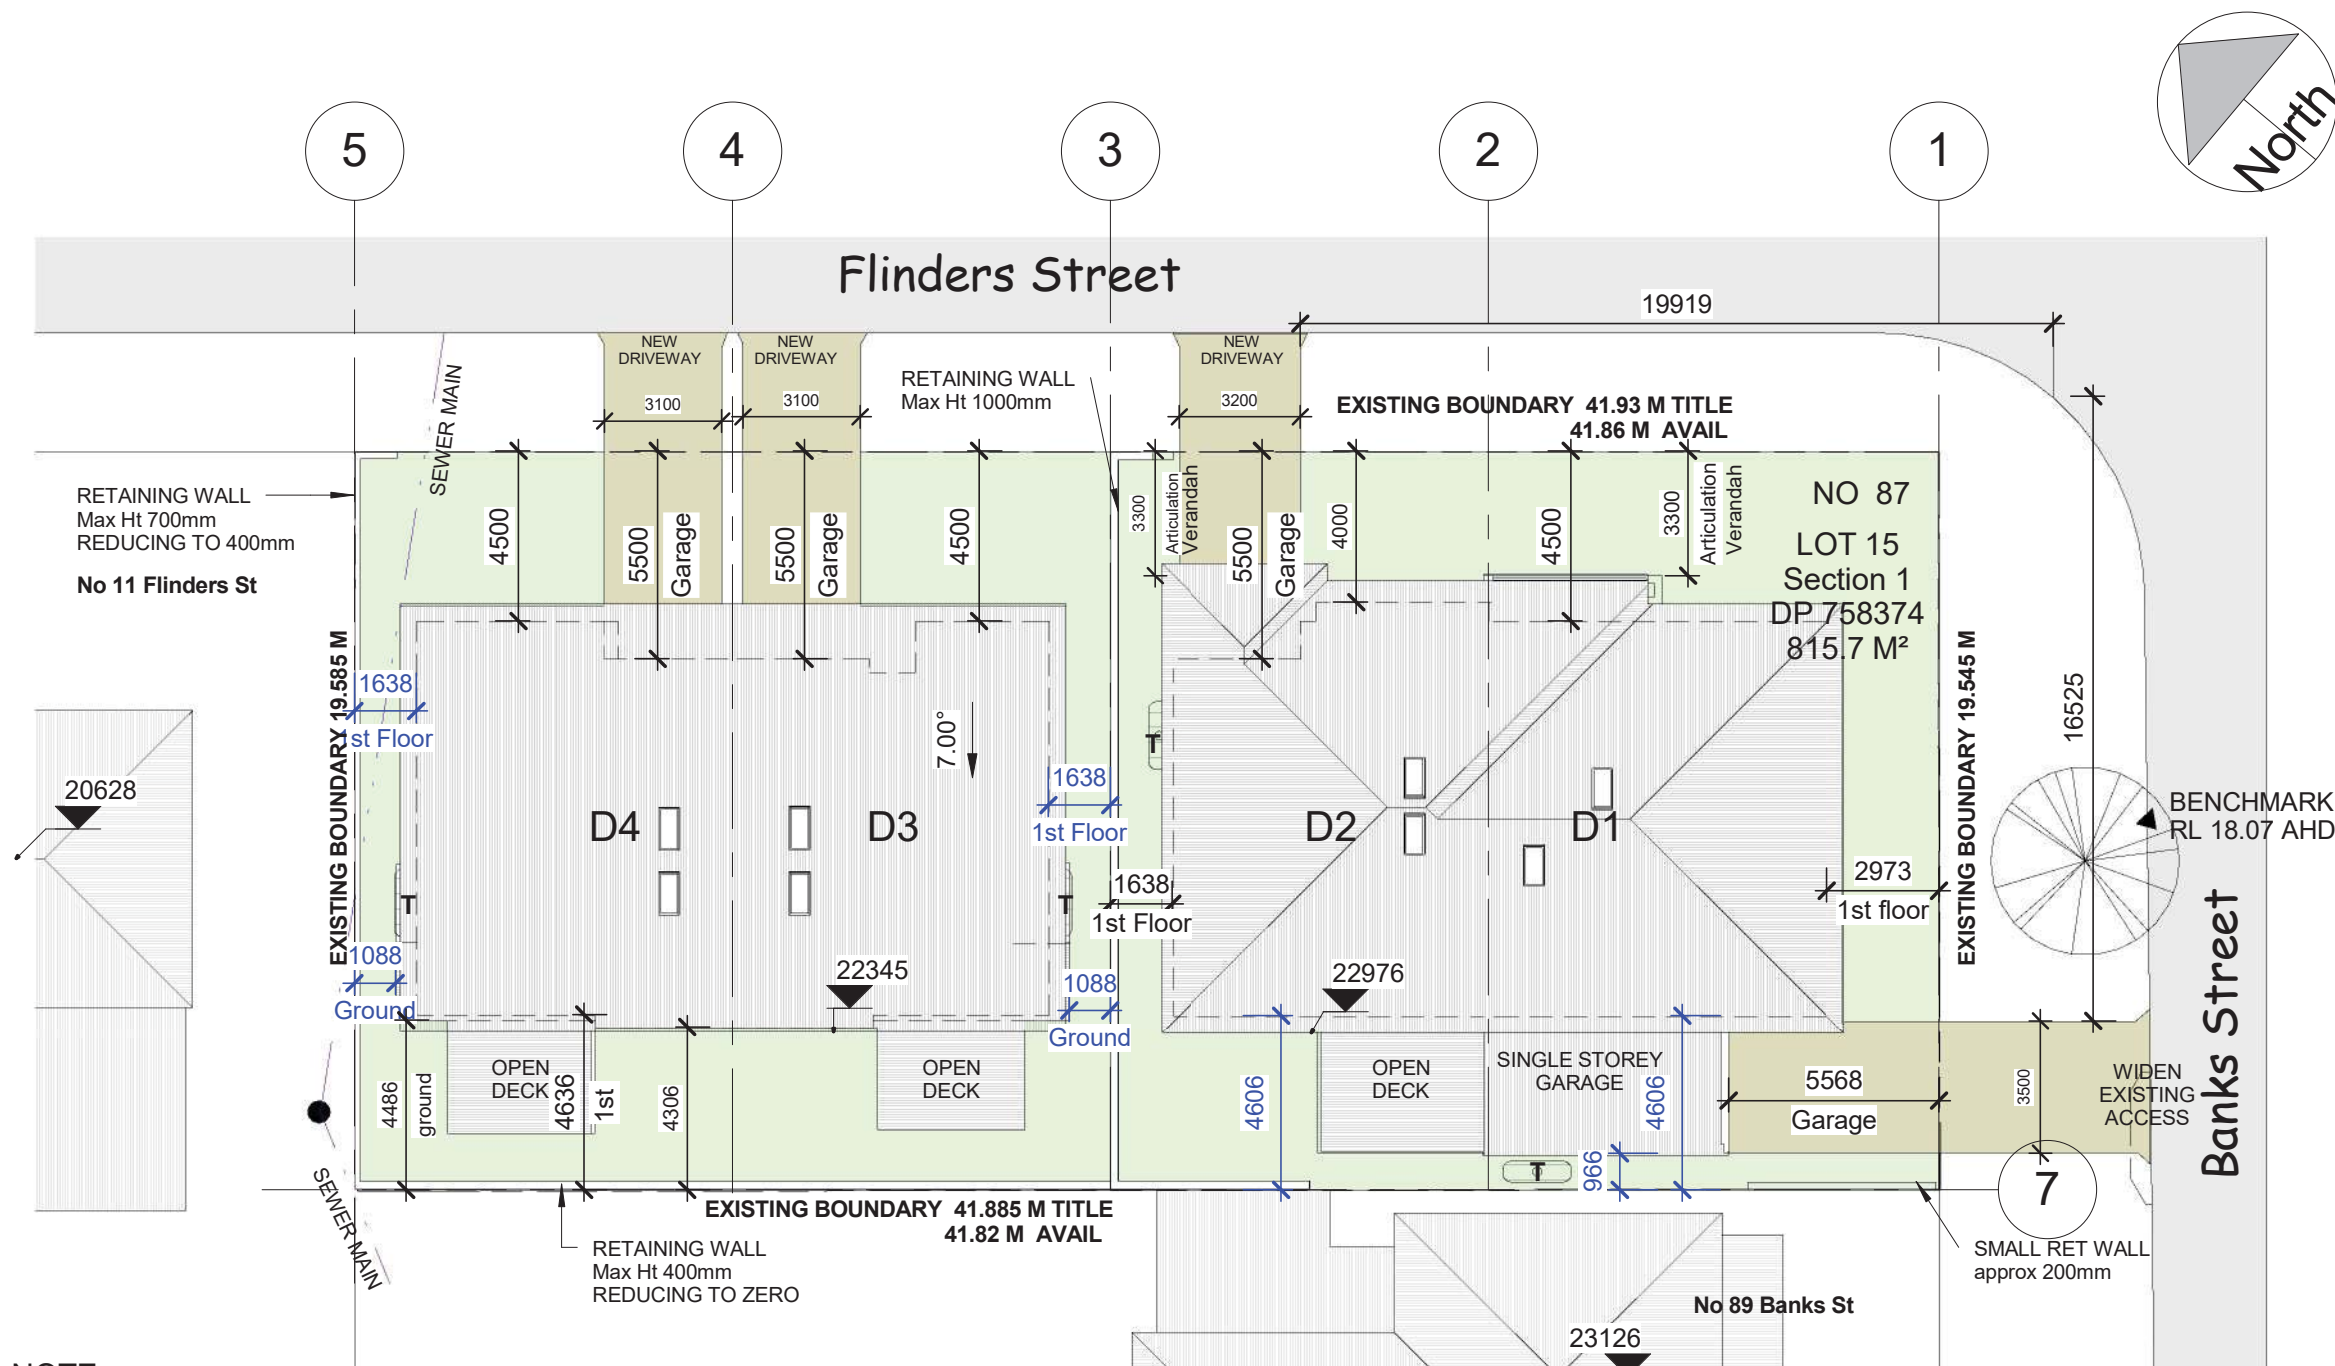 North
5
4
3
2
1
Flinders Street
19919
NEW
DRIVEWAY
NEW
DRIVEWAY
NEW
DRIVEWAY
SEWER MAIN
RETAINING WALL
Max Ht 1000mm
3100
3100
3200
EXISTING BOUNDARY 41.93 M TITLE
41.86 M AVAIL
RETAINING WALL
Max Ht 700mm
REDUCING TO 400mm
No 11 Flinders St
4500
5500
Garage
5500
Garage
4500
3300
Articulation
Verandah
5500
Garage
4000
4500
3300
Articulation
Verandah
NO 87
LOT 15
Section 1
DP 758374
815.7 M²
EXISTING BOUNDARY 19.585 M
1638
1st Floor
7.00°
1638
1st Floor
T
EXISTING BOUNDARY 19.545 M
16525
20628
D4
D3
D2
D1
BENCHMARK
RL 18.07 AHD
1638
1st Floor
2973
1st floor
T
T
1088
Ground
22345
1088
Ground
22976
Banks Street
OPEN
DECK
4486
ground
4636
1st
4306
OPEN
DECK
4606
OPEN
DECK
SINGLE STOREY
GARAGE
4606
5568
Garage
3500
WIDEN
EXISTING
ACCESS
966
T
7
SEWER MAIN
EXISTING BOUNDARY 41.885 M TITLE
41.82 M AVAIL
RETAINING WALL
Max Ht 400mm
REDUCING TO ZERO
SMALL RET WALL
approx 200mm
No 89 Banks St
23126